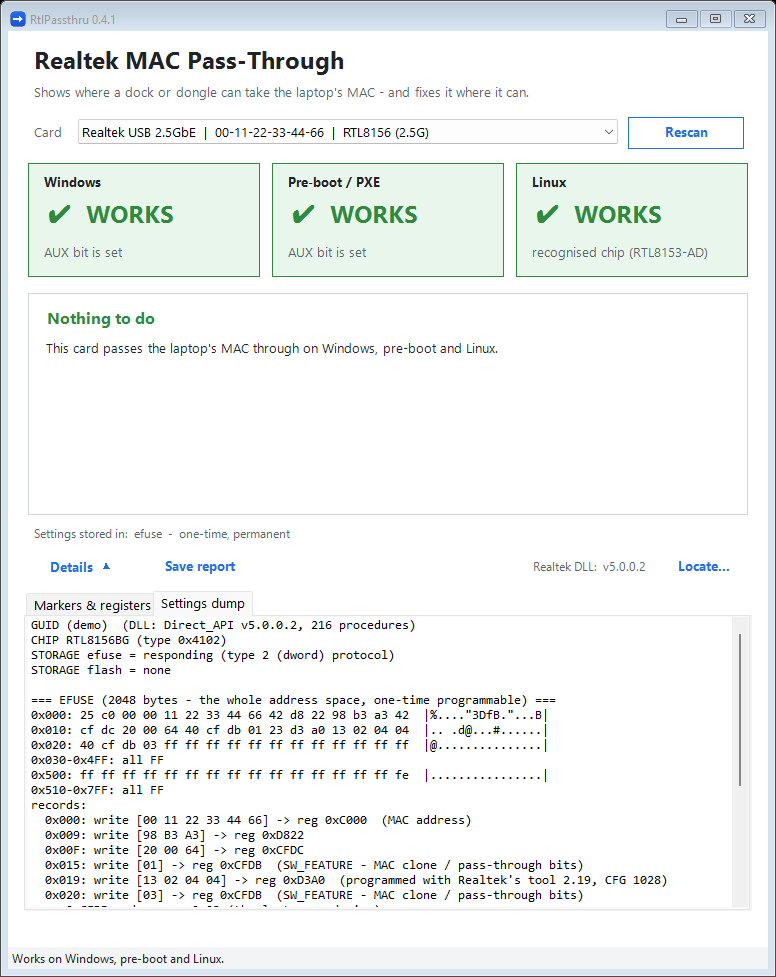 RtlPassthru 0.4.1
Realtek MAC Pass-Through
Shows where a dock or dongle can take the laptop's MAC - and fixes it where it can.
Card Realtek USB 2.5GbE | 00-11-22-33-44-66 | RTL8156 (2.5G) Rescan
Windows
✔ WORKS
AUX bit is set
Pre-boot / PXE
✔ WORKS
AUX bit is set
Linux
✔ WORKS
recognised chip (RTL8153-AD)
Nothing to do
This card passes the laptop's MAC through on Windows, pre-boot and Linux.
Settings stored in: efuse - one-time, permanent
Details ▲ Save report Realtek DLL: v5.0.0.2 Locate...
Markers & registers Settings dump
GUID (demo) (DLL: Direct_API v5.0.0.2, 216 procedures)
CHIP RTL8156BG (type 0x4102)
STORAGE efuse = responding (type 2 (dword) protocol)
STORAGE flash = none
=== EFUSE (2048 bytes - the whole address space, one-time programmable) ===
0x000: 25 c0 00 00 11 22 33 44 66 42 d8 22 98 b3 a3 42 |%...."3DfB."...B|
0x010: cf dc 20 00 64 40 cf db 01 23 d3 a0 13 02 04 04 |.. .d@...#......|
0x020: 40 cf db 03 ff ff ff ff ff ff ff ff ff ff ff ff |@...............|
0x030-0x4FF: all FF
0x500: ff ff ff ff ff ff ff ff ff ff ff ff ff ff ff fe |................|
0x510-0x7FF: all FF
records:
0x000: write [00 11 22 33 44 66] -> reg 0xC000 (MAC address)
0x009: write [98 B3 A3] -> reg 0xD822
0x00F: write [20 00 64] -> reg 0xCFDC
0x015: write [01] -> reg 0xCFDB (SW_FEATURE - MAC clone / pass-through bits)
0x019: write [13 02 04 04] -> reg 0xD3A0 (programmed with Realtek's tool 2.19, CFG 1028)
0x020: write [03] -> reg 0xCFDB (SW_FEATURE - MAC clone / pass-through bits)
Works on Windows, pre-boot and Linux.